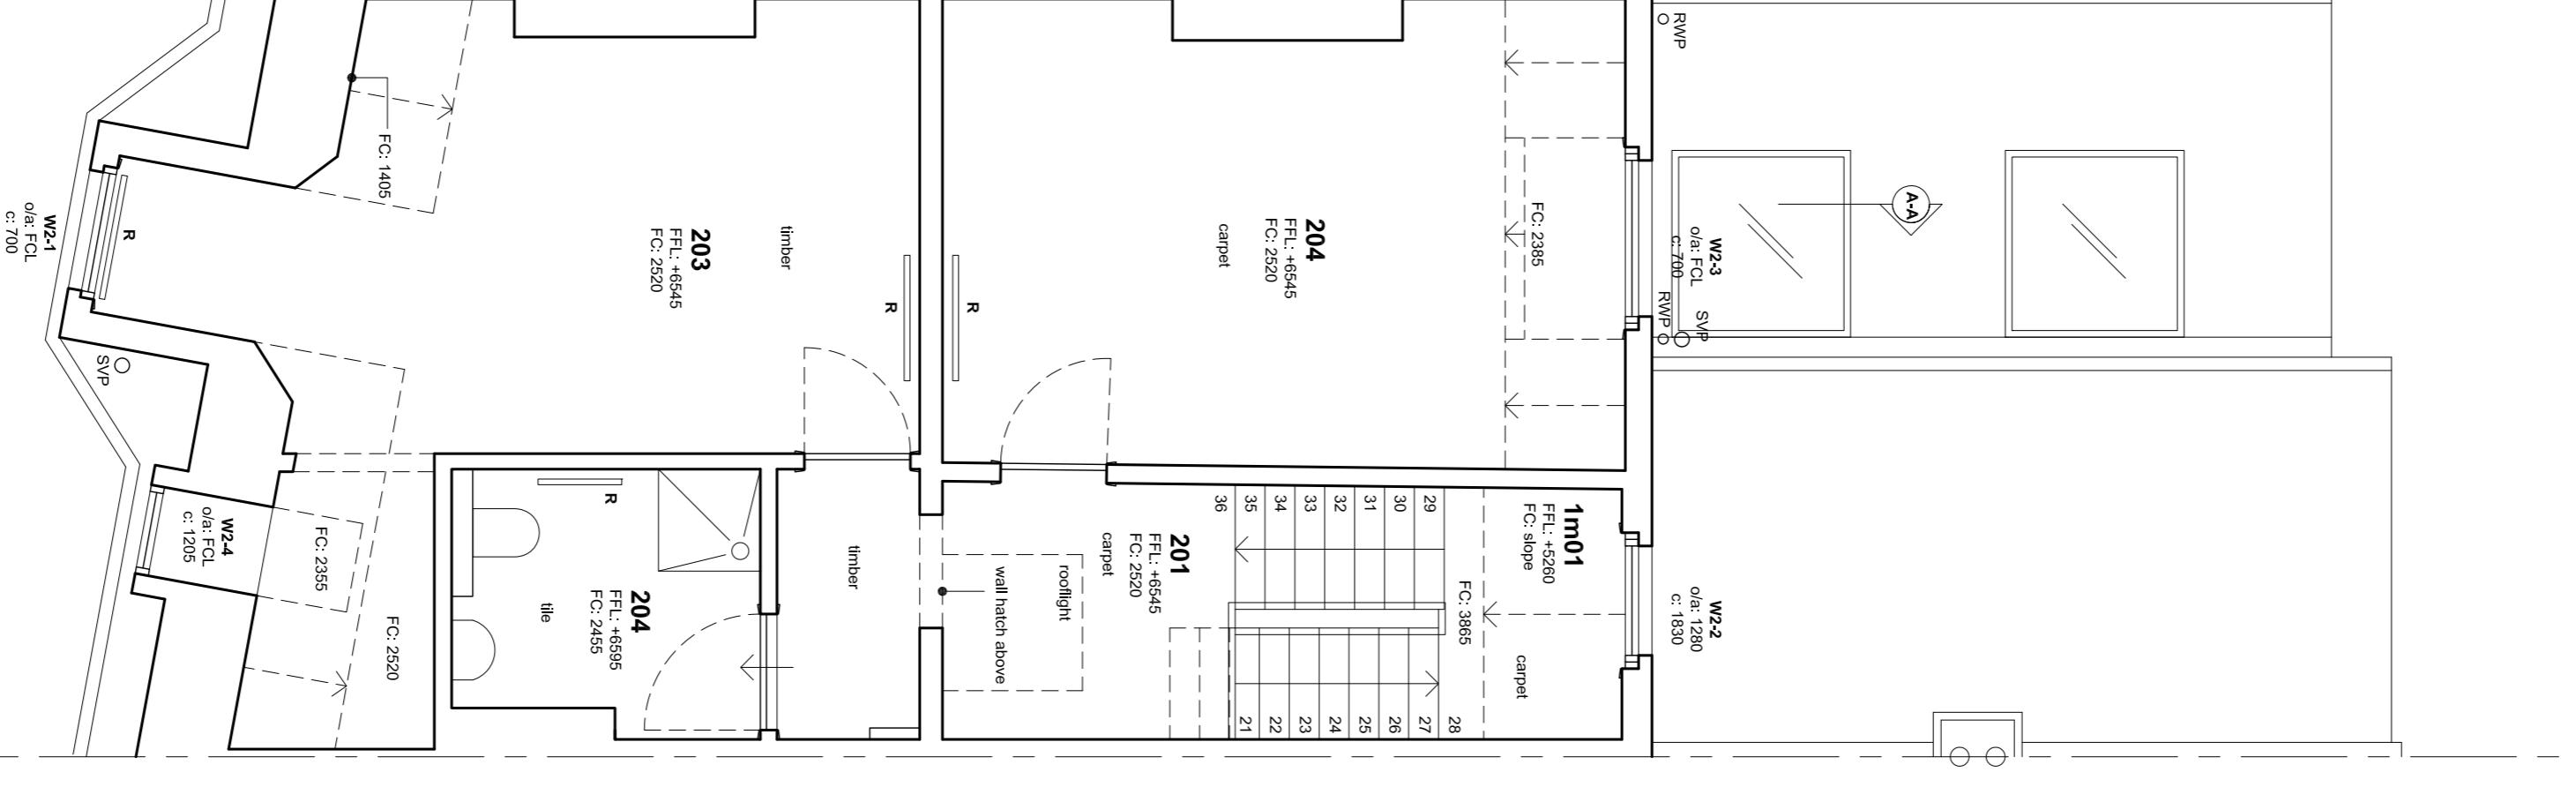 RWP
FC: 1405
W2-1
o/a: FCL
c: 700
R
203
FFL: +6545
FC: 2520
timber
R
R
204
FFL: +6545
FC: 2520
carpet
FC: 2385
W2-3
o/a: FCL
c: 700
A-A
RWP
SVP
SVP
W2-4
o/a: FCL
c: 1205
FC: 2355
FC: 2520
R
204
FFL: +6595
FC: 2455
tile
timber
wall hatch above
rooflight
201
FFL: +6545
FC: 2520
carpet
36
35
34
33
32
31
30
29
1m01
FFL: +5260
FC: slope
FC: 3865
carpet
21
22
23
24
25
26
27
28
W2-2
o/a: 1280
c: 1830